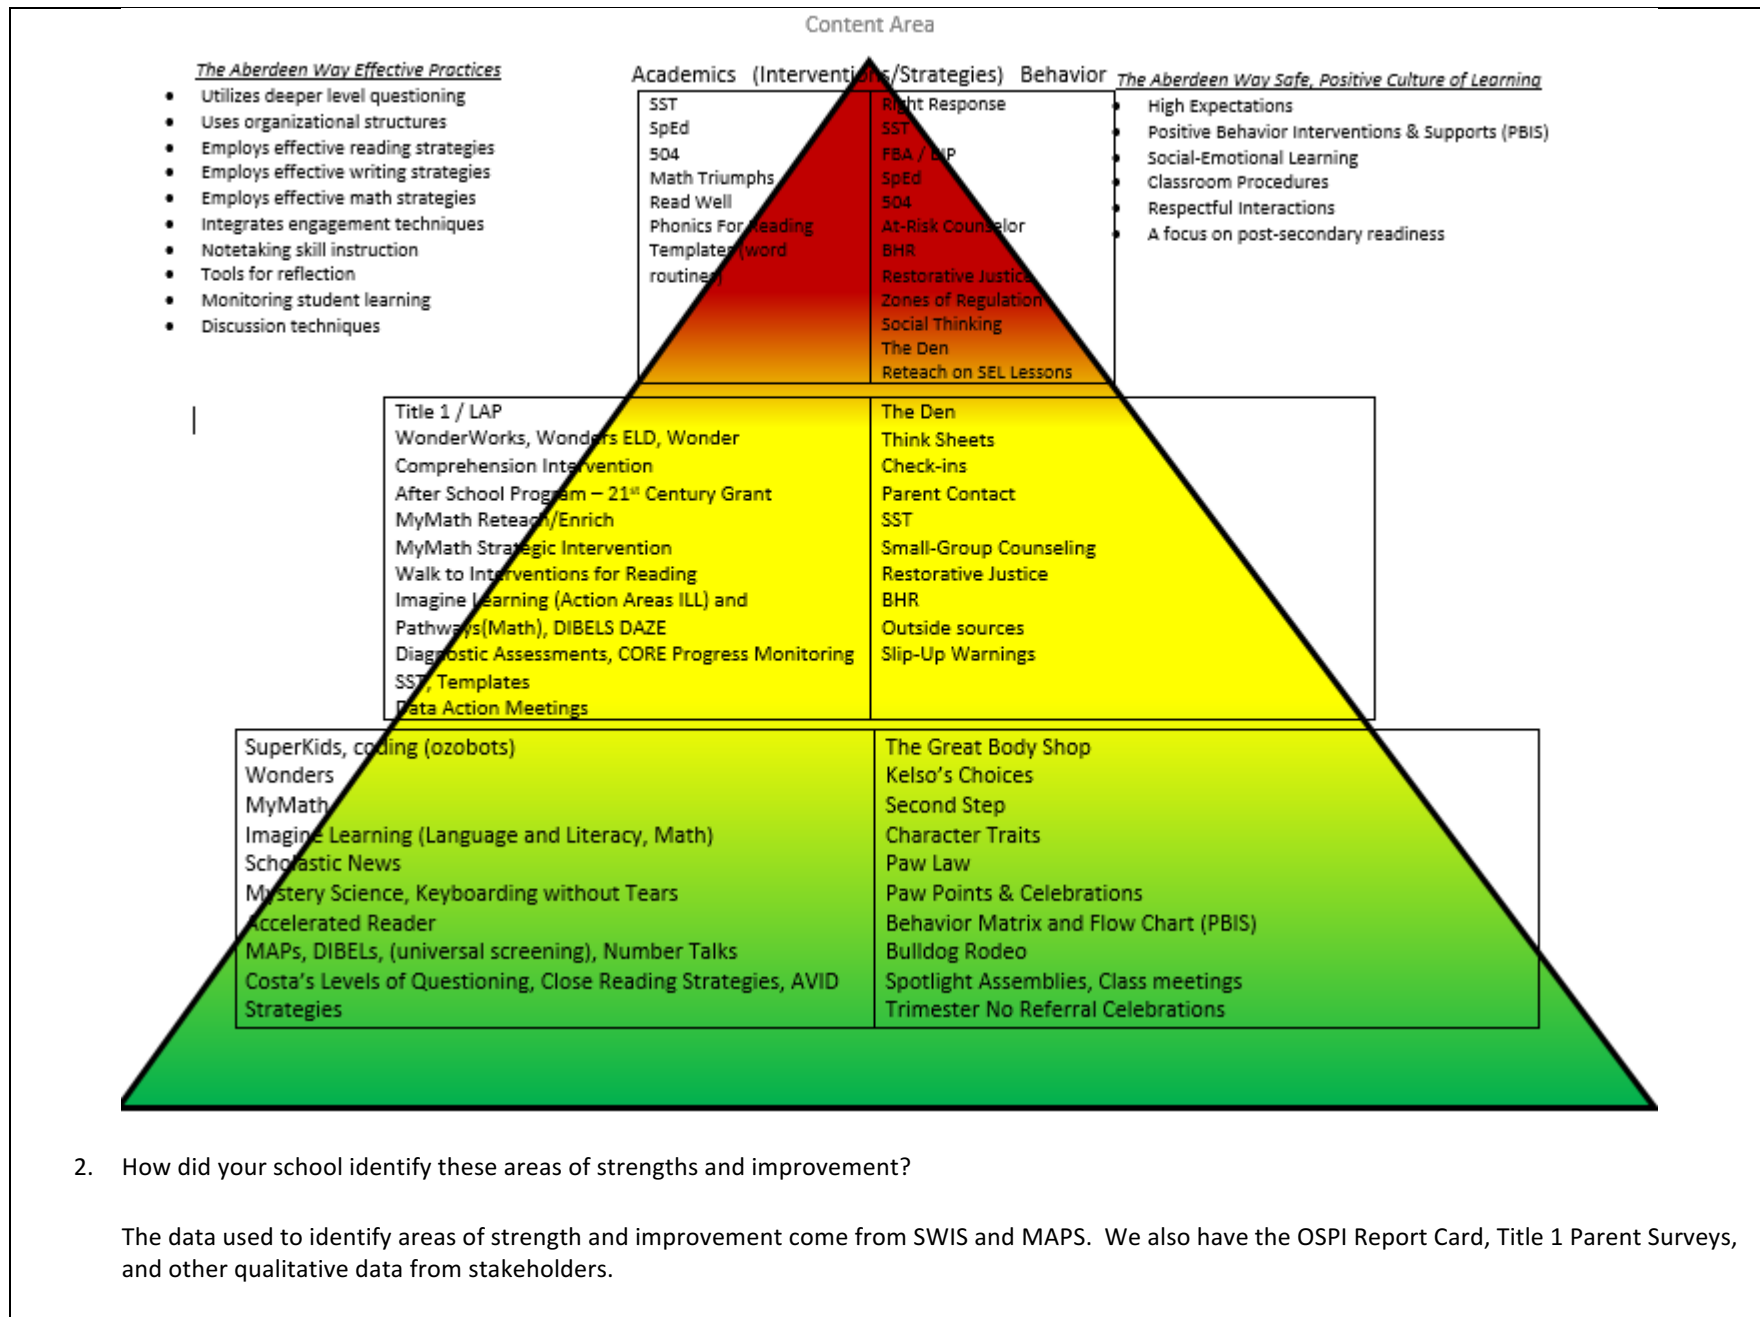 Content Area
The Aberdeen Way Effective Practices
• Utilizes deeper level questioning
• Uses organizational structures
• Employs effective reading strategies
• Employs effective writing strategies
• Employs effective math strategies
• Integrates engagement techniques
• Notetaking skill instruction
• Tools for reflection
• Monitoring student learning
• Discussion techniques
Academics (Interventions/Strategies) Behavior
The Aberdeen Way Safe, Positive Culture of Learning
• High Expectations
• Positive Behavior Interventions & Supports (PBIS)
• Social-Emotional Learning
• Classroom Procedures
• Respectful Interactions
• A focus on post-secondary readiness
SST
SpEd
504
Math Triumphs
Read Well
Phonics For Reading
Templates (word
routines)
Right Response
SST
FBA / BIP
SpEd
504
At-Risk Counselor
BHR
Restorative Justice
Zones of Regulation
Social Thinking
The Den
Reteach on SEL Lessons
Title 1 / LAP
WonderWorks, Wonders ELD, Wonder
Comprehension Intervention
After School Program – 21st Century Grant
MyMath Reteach/Enrich
MyMath Strategic Intervention
Walk to Interventions for Reading
Imagine Learning (Action Areas ILL) and
Pathways(Math), DIBELS DAZE
Diagnostic Assessments, CORE Progress Monitoring
SST, Templates
Data Action Meetings
The Den
Think Sheets
Check-ins
Parent Contact
SST
Small-Group Counseling
Restorative Justice
BHR
Outside sources
Slip-Up Warnings
SuperKids, coding (ozobots)
Wonders
MyMath
Imagine Learning (Language and Literacy, Math)
Scholastic News
Mystery Science, Keyboarding without Tears
Accelerated Reader
MAPs, DIBELs, (universal screening), Number Talks
Costa's Levels of Questioning, Close Reading Strategies, AVID
Strategies
The Great Body Shop
Kelso's Choices
Second Step
Character Traits
Paw Law
Paw Points & Celebrations
Behavior Matrix and Flow Chart (PBIS)
Bulldog Rodeo
Spotlight Assemblies, Class meetings
Trimester No Referral Celebrations
2. How did your school identify these areas of strengths and improvement?
The data used to identify areas of strength and improvement come from SWIS and MAPS. We also have the OSPI Report Card, Title 1 Parent Surveys,
and other qualitative data from stakeholders.